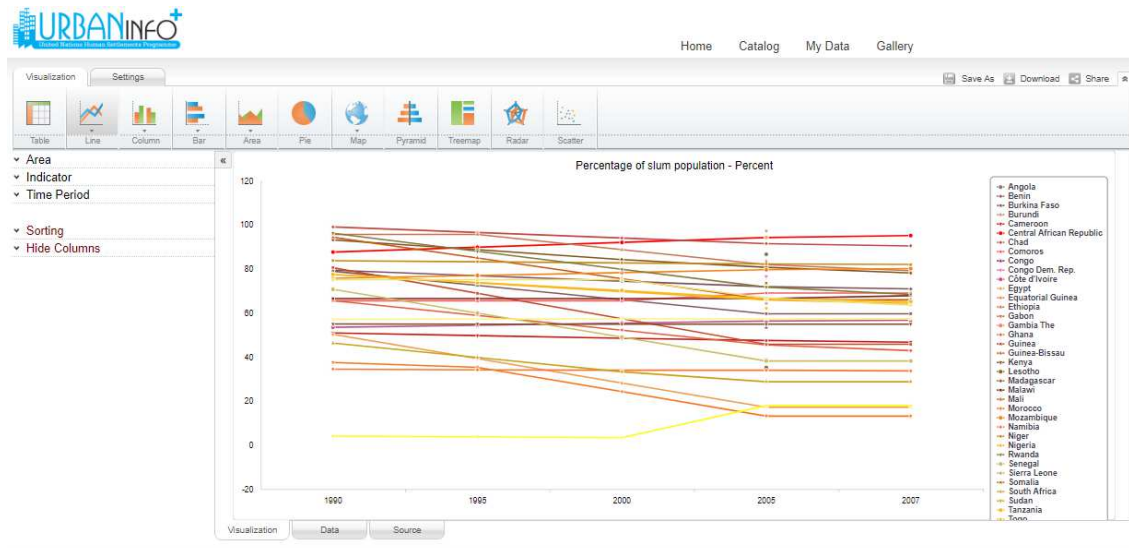 URBANINFO+
United Nations Human Settlements Programme
Home Catalog My Data Gallery
Visualization Settings
Save As Download Share
Table Line Column Bar Area Pie Map Pyramid Treemap Radar Scatter
Area
Indicator
Time Period
Sorting
Hide Columns
«
Percentage of slum population - Percent
120
100
80
60
40
20
0
-20
1990 1995 2000 2005 2007
Angola
Benin
Burkina Faso
Burundi
Cameroon
Central African Republic
Chad
Comoros
Congo
Congo Dem. Rep.
Côte d'Ivoire
Egypt
Equatorial Guinea
Ethiopia
Gabon
Gambia The
Ghana
Guinea
Guinea-Bissau
Kenya
Lesotho
Madagascar
Malawi
Mali
Morocco
Mozambique
Namibia
Niger
Nigeria
Rwanda
Senegal
Sierra Leone
Somalia
South Africa
Sudan
Tanzania
Togo
Visualization Data Source